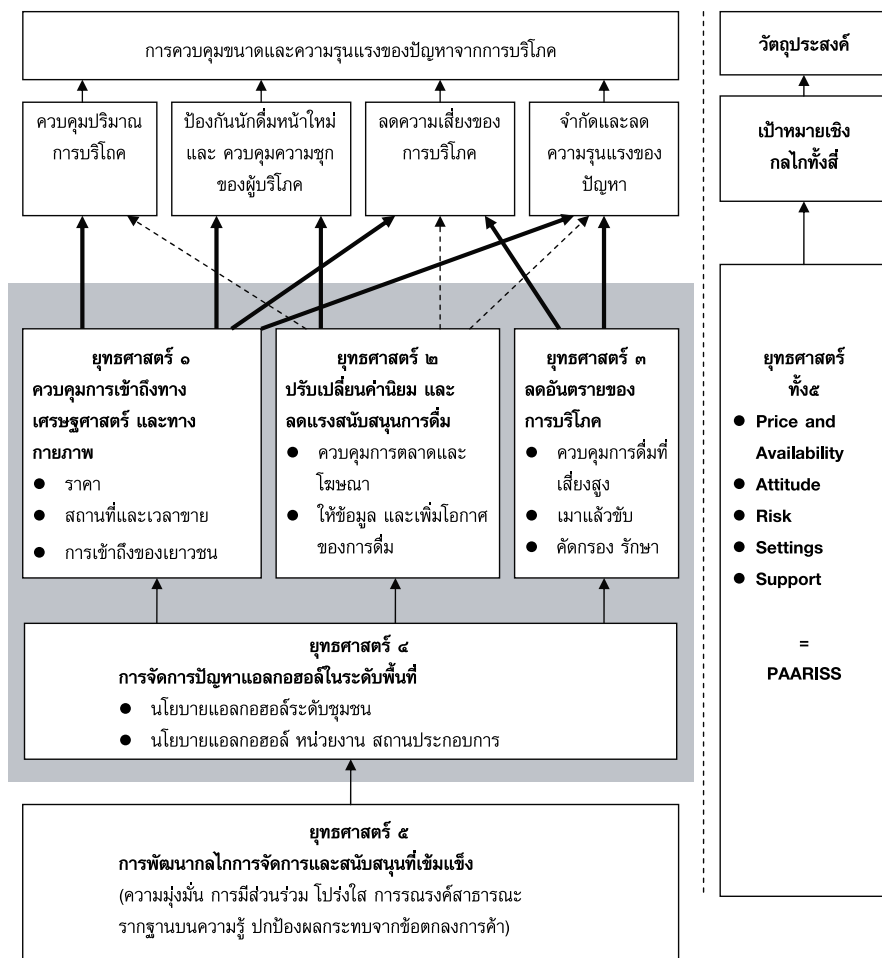 การควบคุมขนาดและความรุนแรงของปัญหาจากการบริโภค
ควบคุมปริมาณ
การบริโถค
ป้องกันนักดื่มหน้าใหม่
และ ควบคุมความชุก
ของผู้บริโภค
ลดความเสี่ยงของ
การบริโภค
จำกัดและลด
ความรุนแรงของ
ปัญหา
ยุทธศาสตร์ ๑
ควบคุมการเข้าถึงทาง
เศรษฐศาสตร์ และทาง
กายภาพ
● ราคา
● สถานที่และเวลาขาย
● การเข้าถึงของเยาวชน
ยุทธศาสตร์ ๒
ปรับเปลี่ยนค่านิยม และ
ลดแรงสนับสนุนการดื่ม
● ควบคุมการตลาดและ
โฆษณา
● ให้ข้อมูล และเพิ่มโอกาส
ของการดื่ม
ยุทธศาสตร์ ๓
ลดอันตรายของ
การบริโภค
● ควบคุมการดื่มที่
เสี่ยงสูง
● เมาแล้วขับ
● คัดกรอง รักษา
ยุทธศาสตร์ ๔
การจัดการปัญหาแอลกอฮอล์ในระดับพื้นที่
● นโยบายแอลกอฮอล์ระดับชุมชน
● นโยบายแอลกอฮอล์ หน่วยงาน สถานประกอบการ
ยุทธศาสตร์ ๕
การพัฒนากลไกการจัดการและสนับสนุนที่เข้มแข็ง
(ความมุ่งมั่น การมีส่วนร่วม โปร่งใส การรณรงค์สาธารณะ
รากฐานบนความรู้ ปกป้องผลกระทบจากข้อตกลงการค้า)
วัตถุประสงค์
เป้าหมายเชิง
กลไกทั้งสี่
ยุทธศาสตร์
ทั้ง๕
● Price and
Availability
● Attitude
● Risk
● Settings
● Support
=
PAARISS